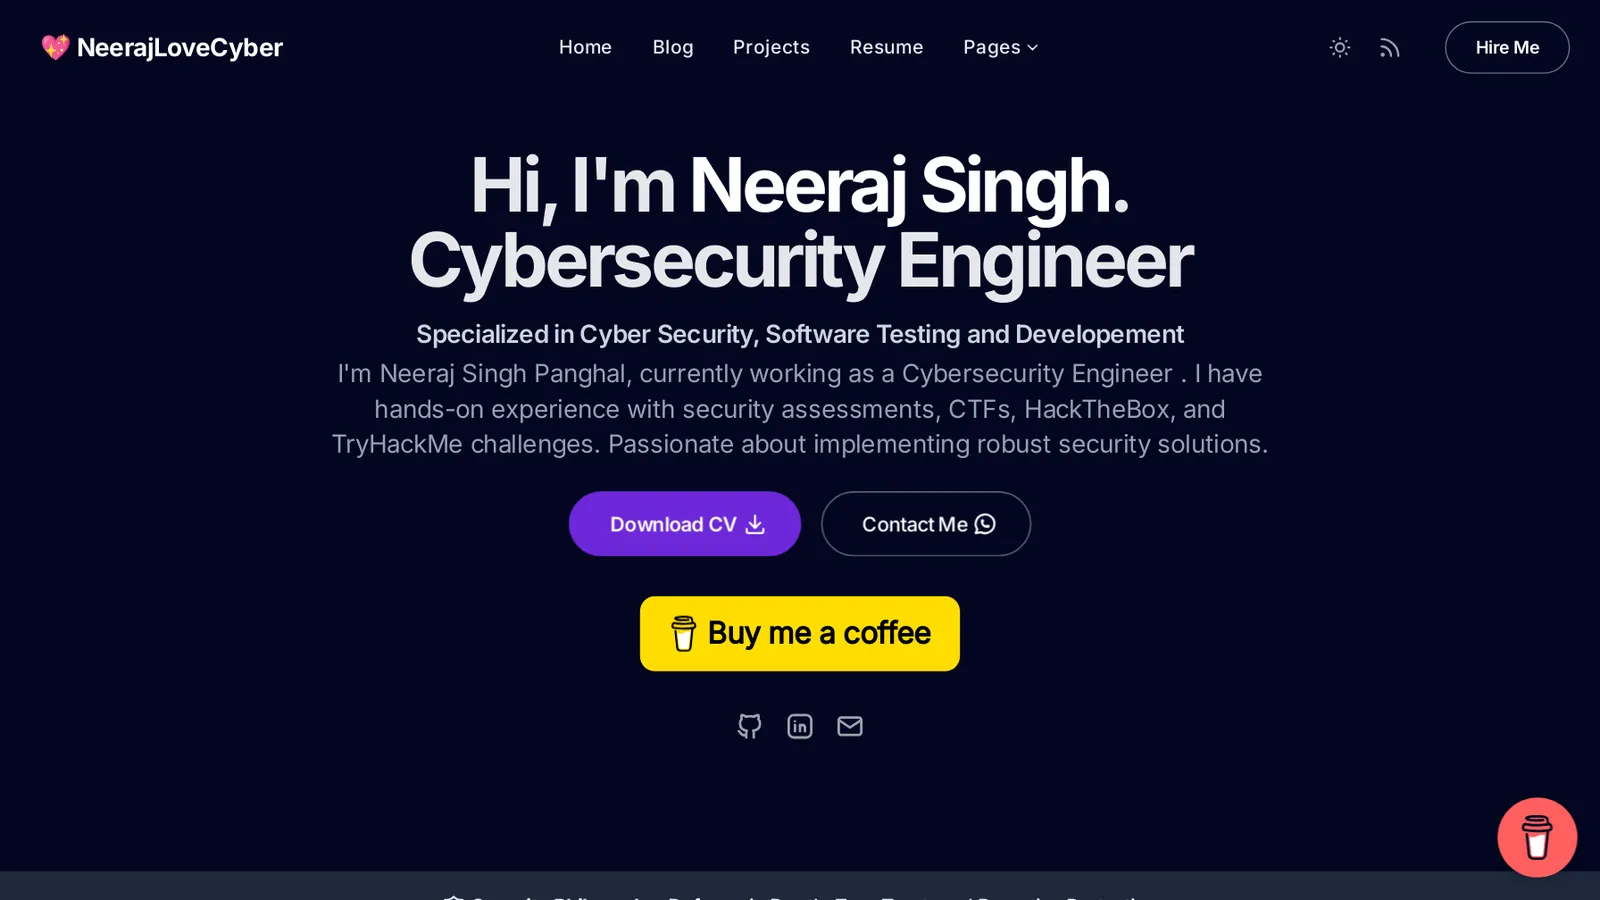 NeerajLoveCyber
Home Blog Projects Resume Pages
Hire Me
Hi, I'm Neeraj Singh.
Cybersecurity Engineer
Specialized in Cyber Security, Software Testing and Developement
I'm Neeraj Singh Panghal, currently working as a Cybersecurity Engineer . I have
hands-on experience with security assessments, CTFs, HackTheBox, and
TryHackMe challenges. Passionate about implementing robust security solutions.
Download CV
Contact Me
Buy me a coffee